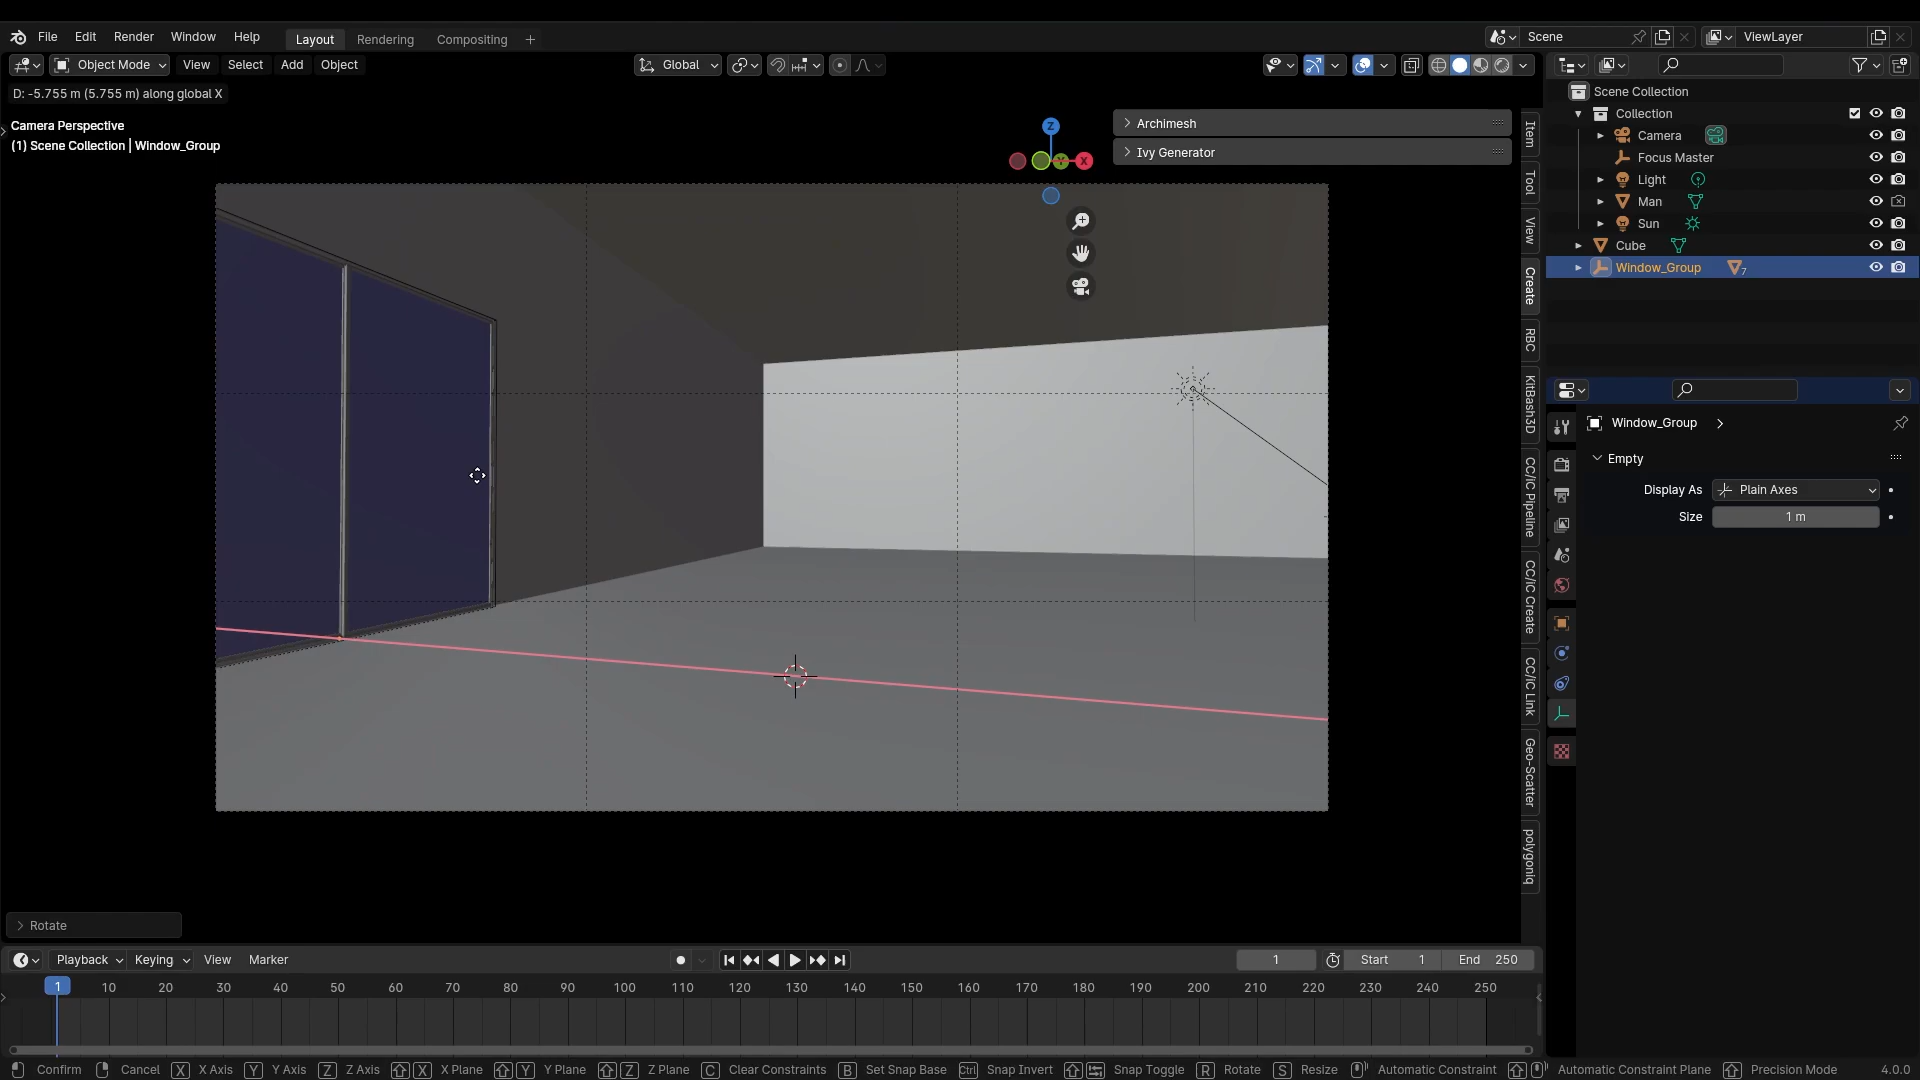 File Edit Render Window Help Layout Rendering Compositing + Scene ViewLayer
Object Mode View Select Add Object Global
D: -5.755 m (5.755 m) along global X
Camera Perspective
(1) Scene Collection | Window_Group
Z
X
Y
Archimesh
Ivy Generator
Item
Tool
View
Create
RBC
KitBash3D
CC/iC Pipeline
CC/iC Create
CC/iC Link
Geo-Scatter
polygoniq
Scene Collection
Collection
Camera
Focus Master
Light
Man
Sun
Cube
Window_Group 7
Window_Group
Empty
Display As Plain Axes
Size 1 m
Rotate
Playback Keying View Marker 1 Start 1 End 250
1 10 20 30 40 50 60 70 80 90 100 110 120 130 140 150 160 170 180 190 200 210 220 230 240 250
Confirm Cancel X X Axis Y Y Axis Z Z Axis X X Plane Y Y Plane Z Z Plane C Clear Constraints B Set Snap Base Ctrl Snap Invert Snap Toggle R Rotate S Resize Automatic Constraint Automatic Constraint Plane Precision Mode 4.0.0